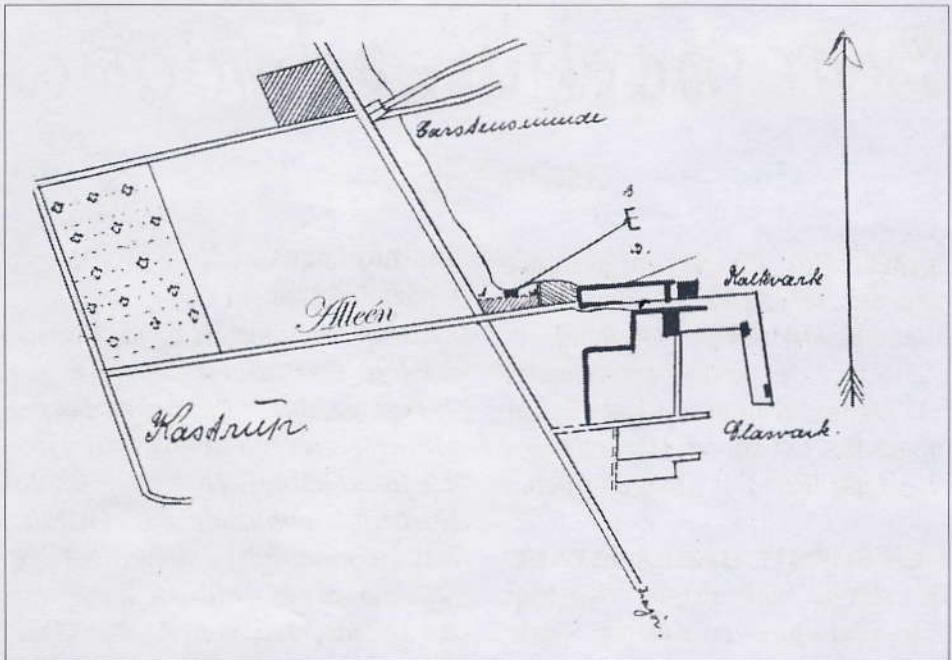 Carstensminde
s
E
v.
Kalkværk
Alleén
Kastrup.
Glasværk.